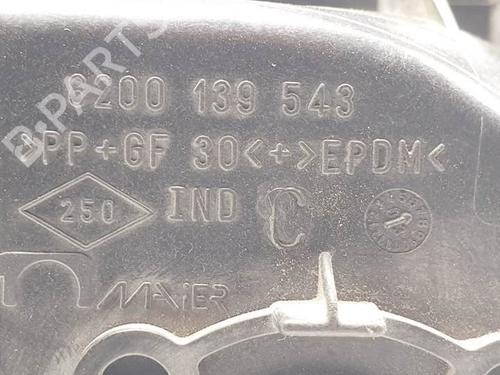 8200 139 543
>PP+GF 30<+>EPDM<
250 IND C
MAIER